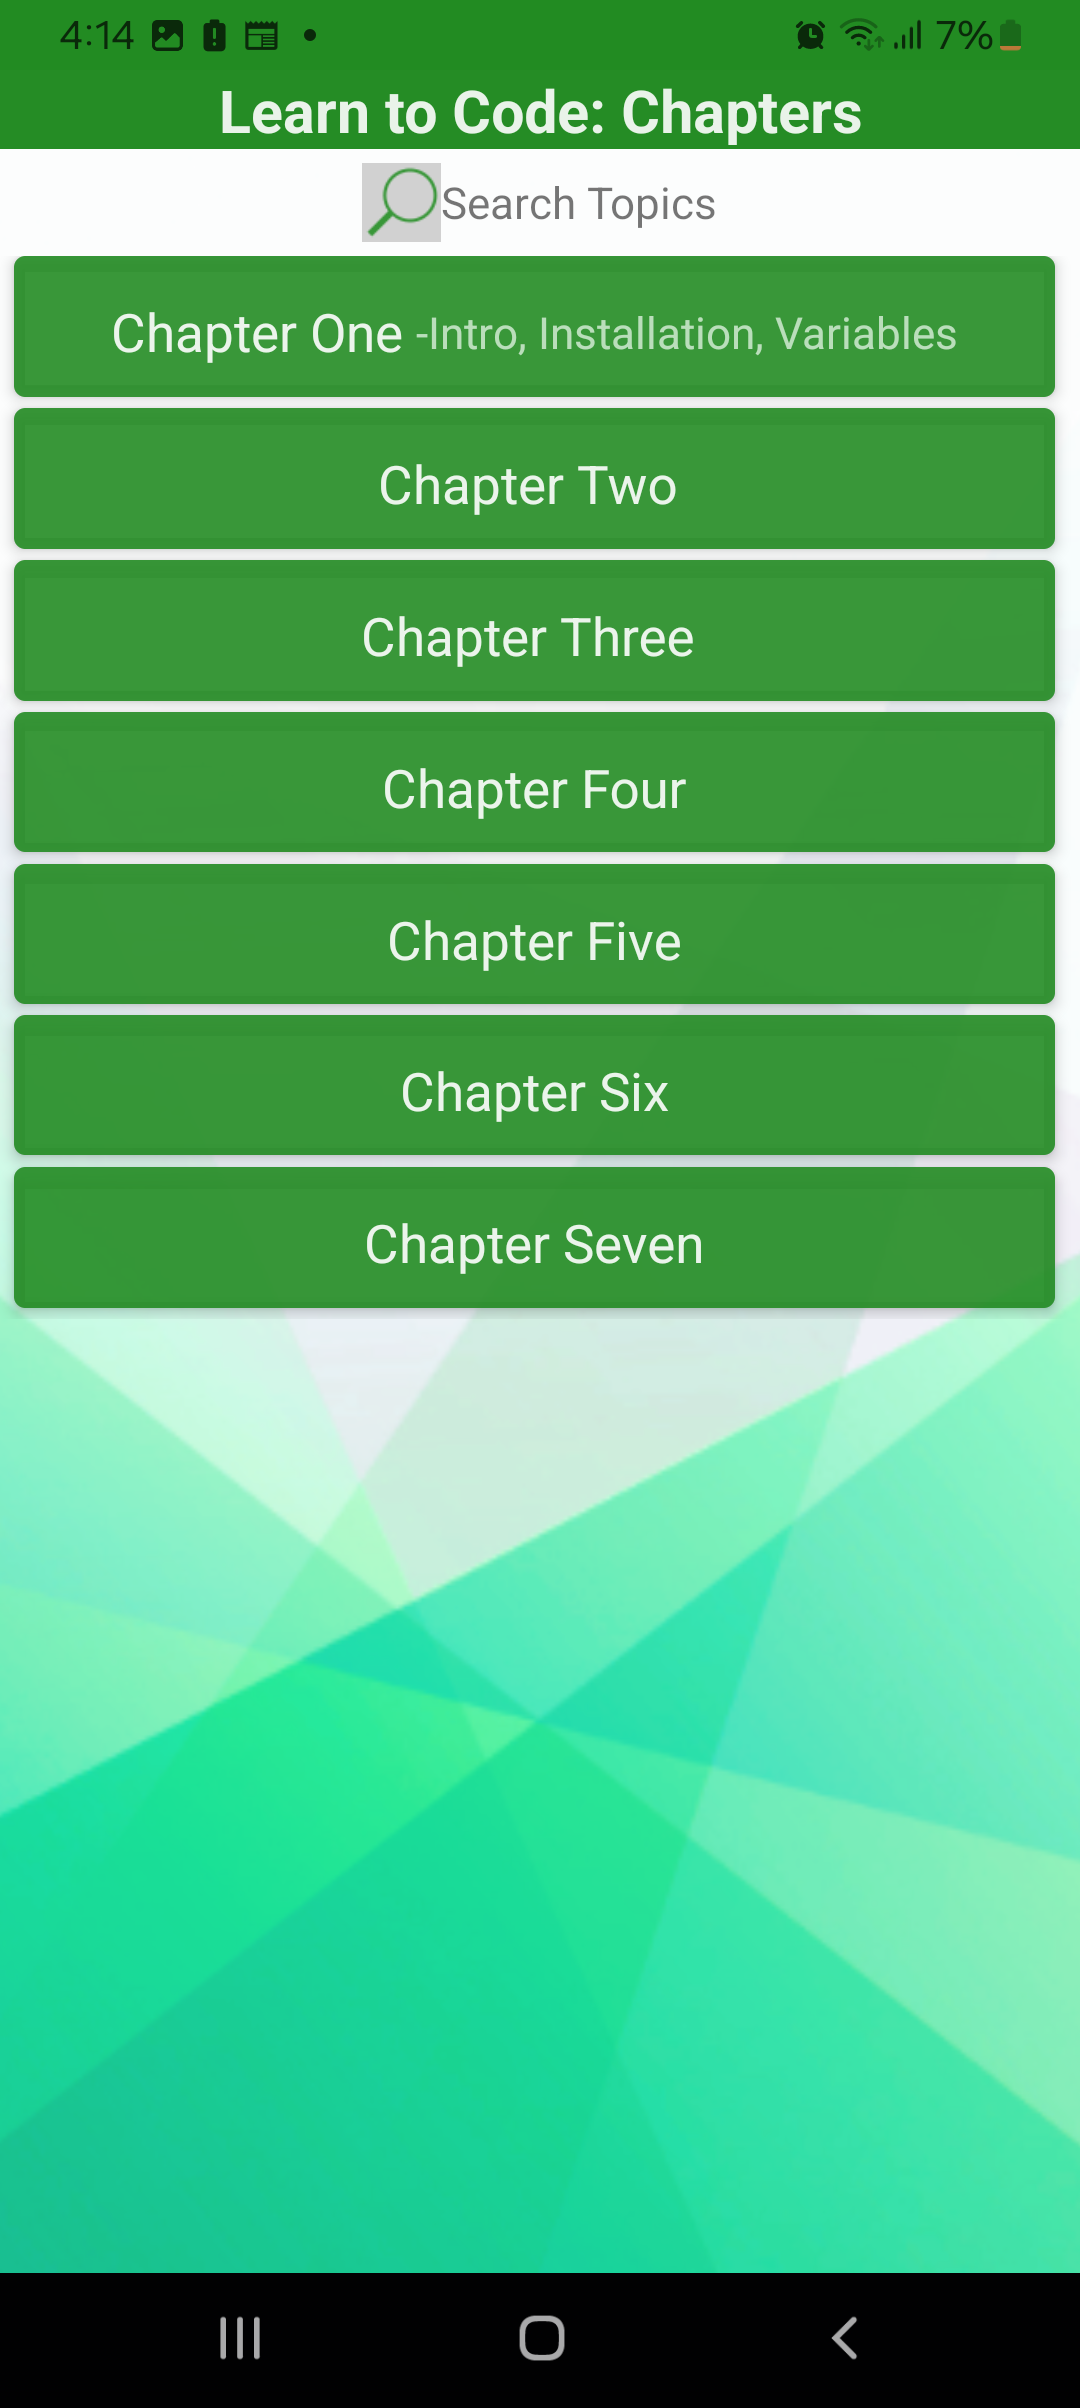 4:14 7%
Learn to Code: Chapters
Search Topics
Chapter One -Intro, Installation, Variables
Chapter Two
Chapter Three
Chapter Four
Chapter Five
Chapter Six
Chapter Seven